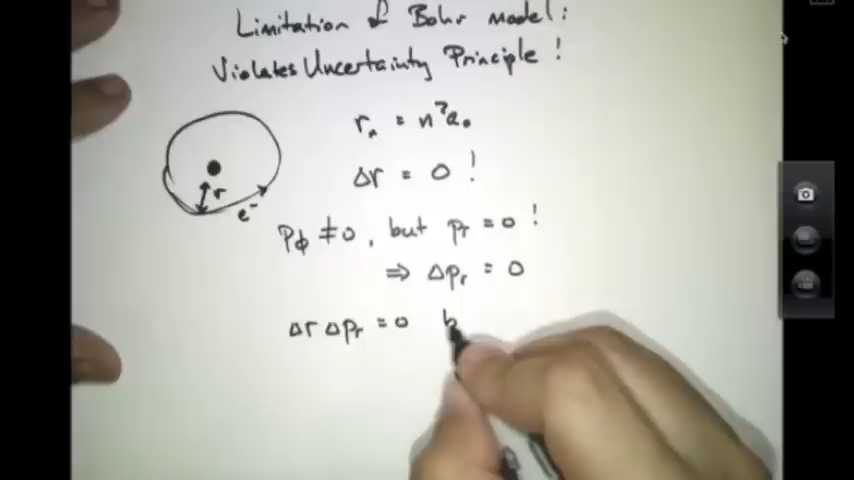 Limitation of Bohr model:
Violates Uncertainty Principle !
rₙ = n²a₀
Δr = 0 !
r
e⁻
pϕ ≠ 0, but pᵣ = 0 !
⇒ Δpᵣ = 0
Δr Δpᵣ = 0 b